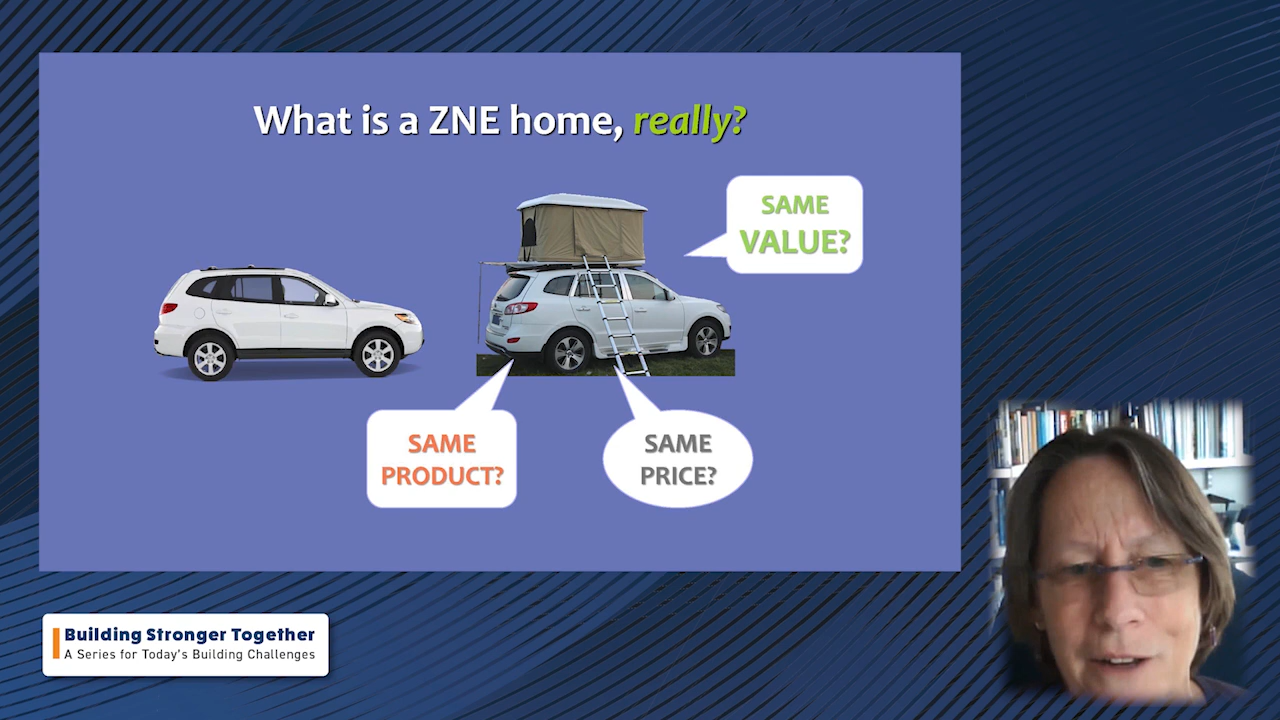 What is a ZNE home, really?
SAME
VALUE?
SAME
PRODUCT?
SAME
PRICE?
Building Stronger Together
A Series for Today's Building Challenges